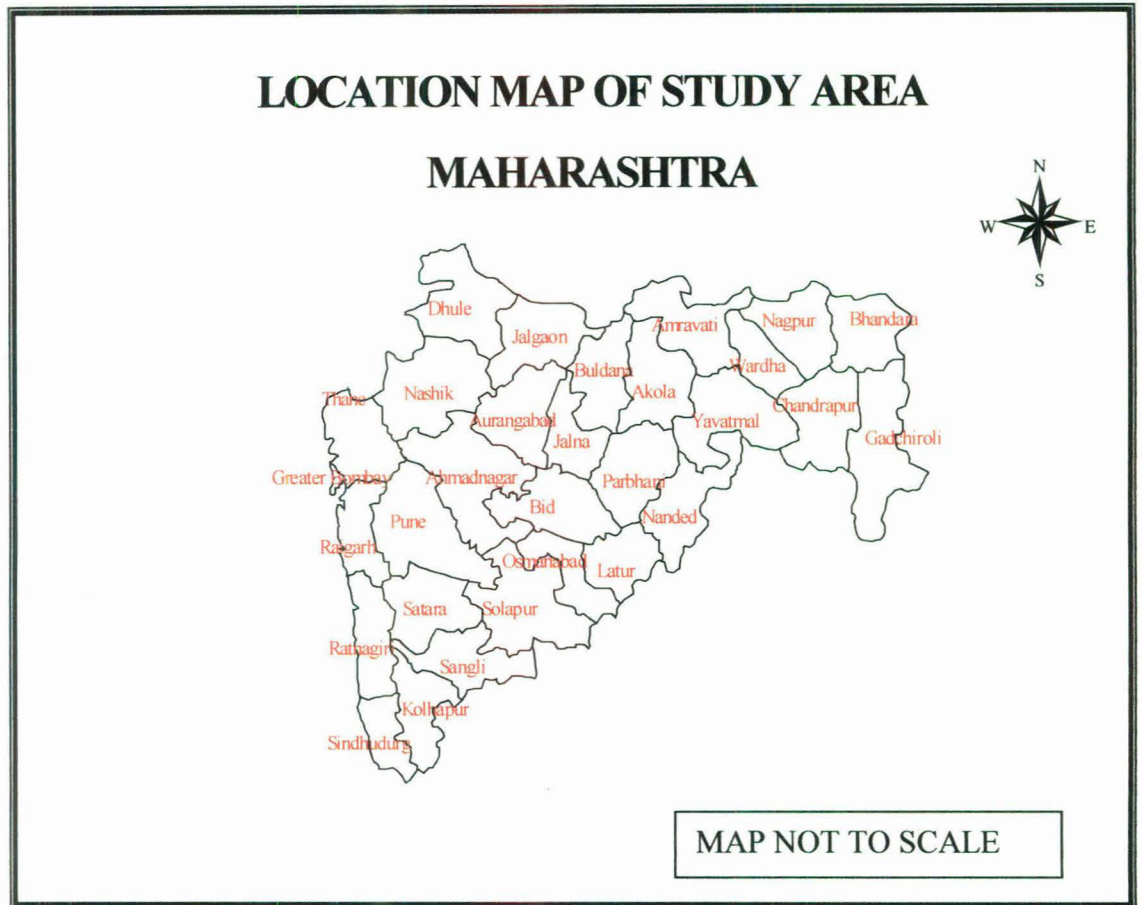 LOCATION MAP OF STUDY AREA
MAHARASHTRA
N
W E
S
Dhule
Jalgaon
Amravati
Nagpur
Bhandara
Buldana
Wardha
Nashik
Akola
Thane
Chandrapur
Aurangabad
Jalna
Yavatmal
Gadchiroli
Greater Bombay
Ahmadnagar
Parbhani
Bid
Pune
Nanded
Raigarh
Osmanabad
Latur
Satara
Solapur
Ratnagiri
Sangli
Kolhapur
Sindhudurg
MAP NOT TO SCALE